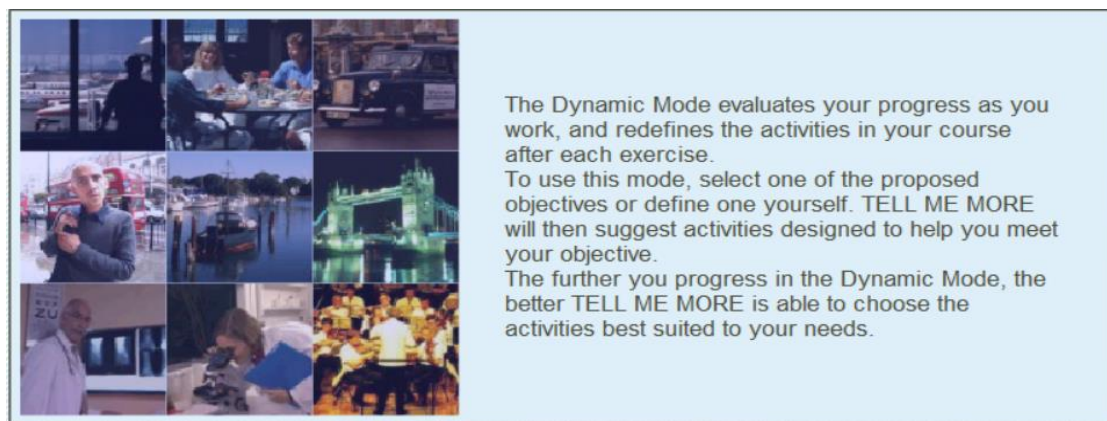 The Dynamic Mode evaluates your progress as you
work, and redefines the activities in your course
after each exercise.
To use this mode, select one of the proposed
objectives or define one yourself. TELL ME MORE
will then suggest activities designed to help you meet
your objective.
The further you progress in the Dynamic Mode, the
better TELL ME MORE is able to choose the
activities best suited to your needs.